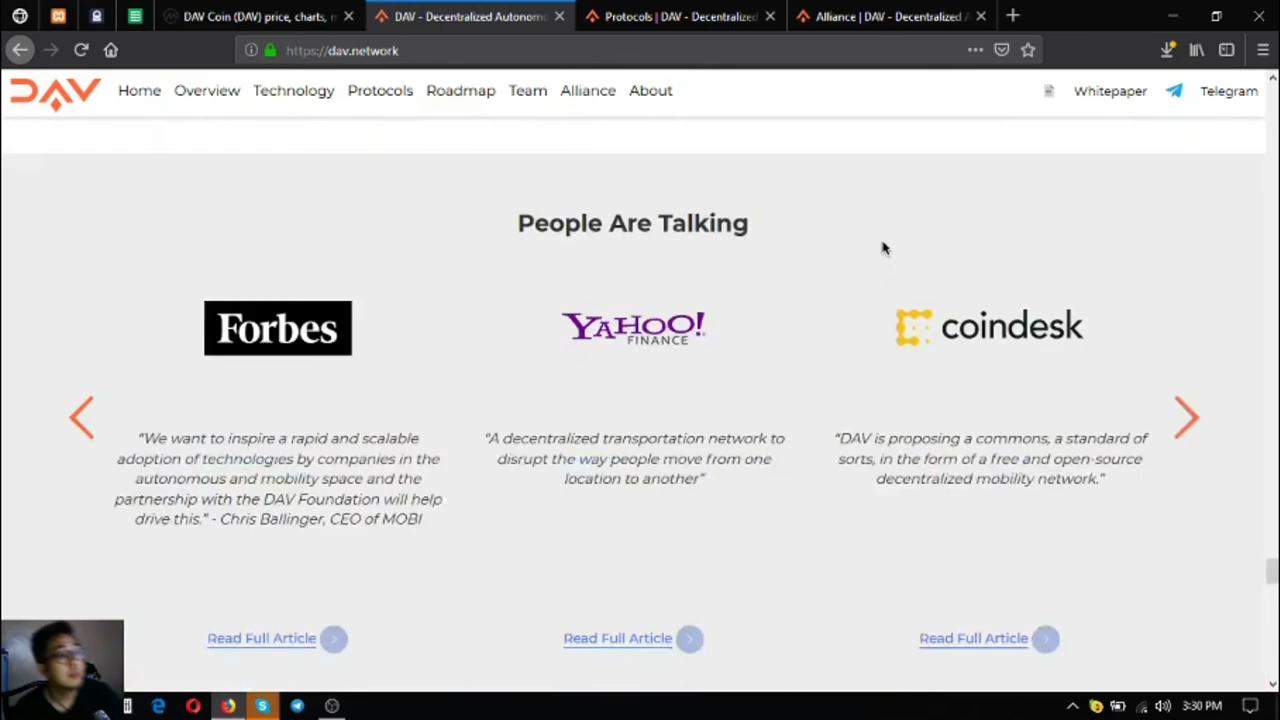 DAV Coin (DAV) price, charts, m
DAV - Decentralized Autonomo
Protocols | DAV - Decentralized
Alliance | DAV - Decentralized A
https://dav.network
DAV
Home
Overview
Technology
Protocols
Roadmap
Team
Alliance
About
Whitepaper
Telegram
People Are Talking
Forbes
YAHOO!
FINANCE
coindesk
"We want to inspire a rapid and scalable
adoption of technologies by companies in the
autonomous and mobility space and the
partnership with the DAV Foundation will help
drive this." - Chris Ballinger, CEO of MOBI
"A decentralized transportation network to
disrupt the way people move from one
location to another"
"DAV is proposing a commons, a standard of
sorts, in the form of a free and open-source
decentralized mobility network."
Read Full Article
Read Full Article
Read Full Article
3:30 PM